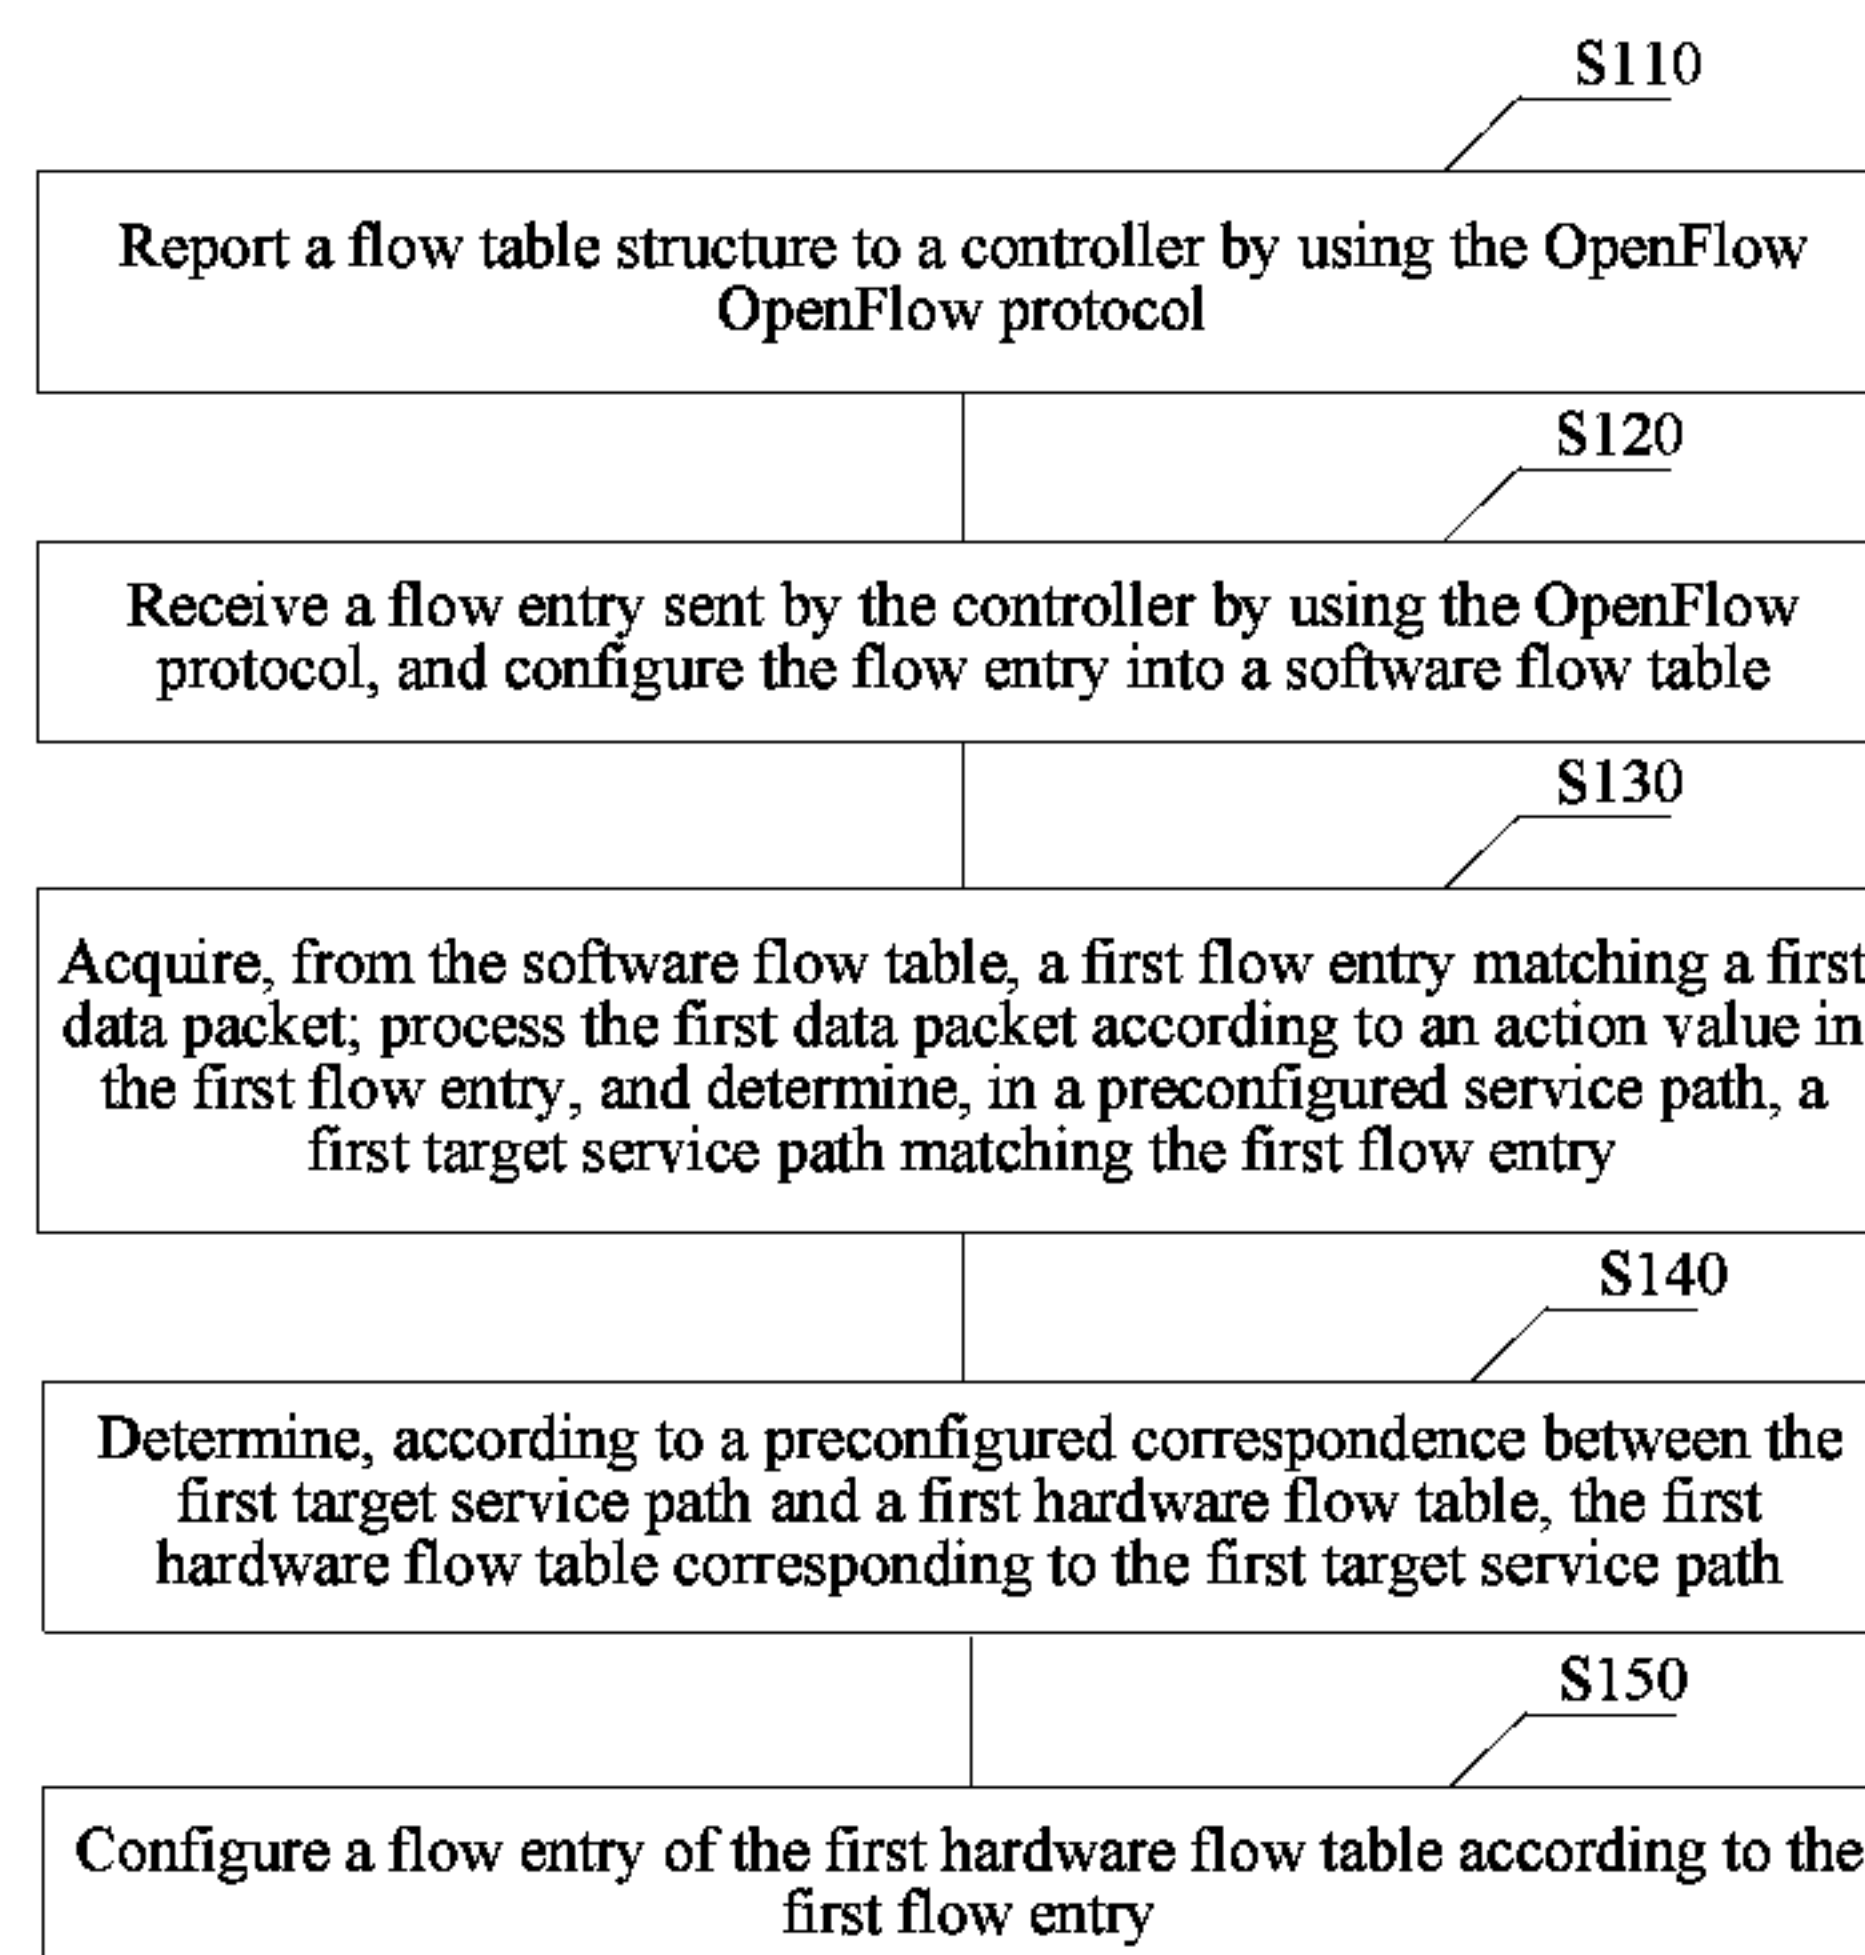 S110
Report a flow table structure to a controller by using the OpenFlow
OpenFlow protocol
S120
Receive a flow entry sent by the controller by using the OpenFlow
protocol, and configure the flow entry into a software flow table
S130
Acquire, from the software flow table, a first flow entry matching a first
data packet; process the first data packet according to an action value in
the first flow entry, and determine, in a preconfigured service path, a
first target service path matching the first flow entry
S140
Determine, according to a preconfigured correspondence between the
first target service path and a first hardware flow table, the first
hardware flow table corresponding to the first target service path
S150
Configure a flow entry of the first hardware flow table according to the
first flow entry